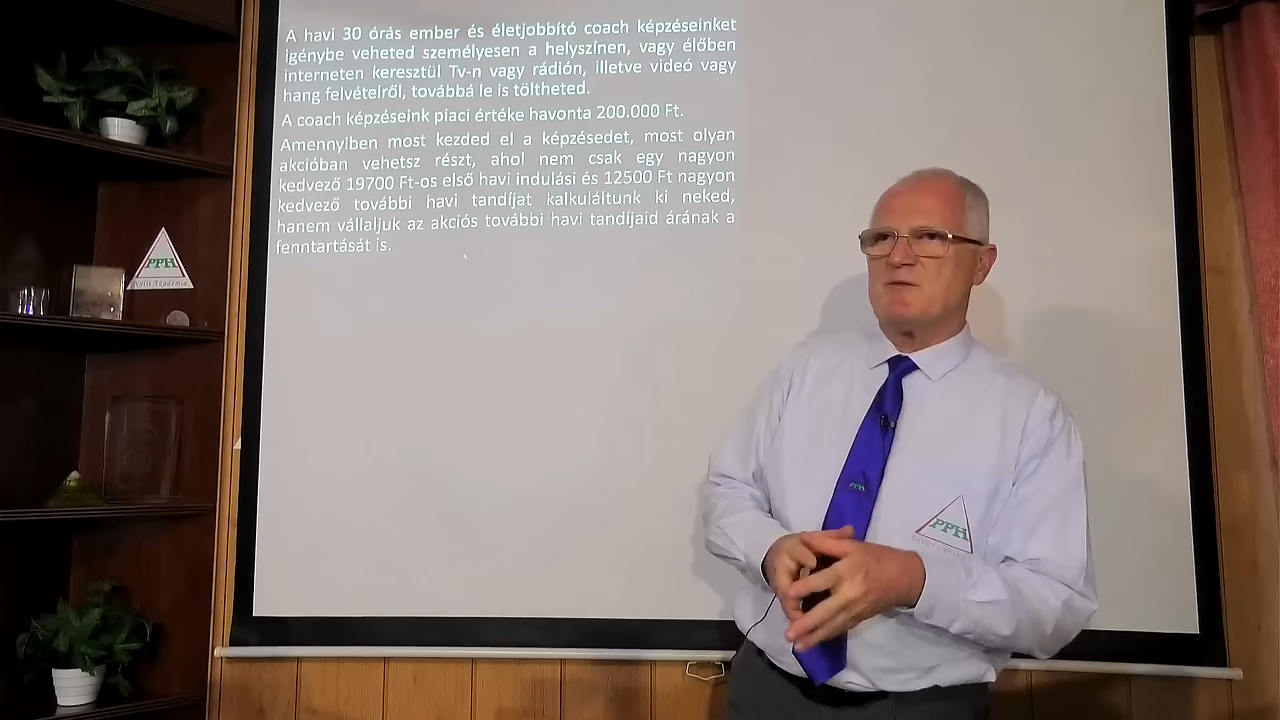 A havi 30 órás ember és életjobbító coach képzéseinket
igénybe veheted személyesen a helyszínen, vagy élőben
interneten keresztül Tv-n vagy rádión, illetve videó vagy
hang felvételről, továbbá le is töltheted.
A coach képzéseink piaci értéke havonta 200.000 Ft.
Amennyiben most kezded el a képzésedet, most olyan
akcióban vehetsz részt, ahol nem csak egy nagyon
kedvező 19700 Ft-os első havi indulási és 12500 Ft nagyon
kedvező további havi tandíjat kalkuláltunk ki neked,
hanem vállaljuk az akciós további havi tandíjaid árának a
fenntartását is.
PPH
Nyílt Akadémia
PPH
PPH